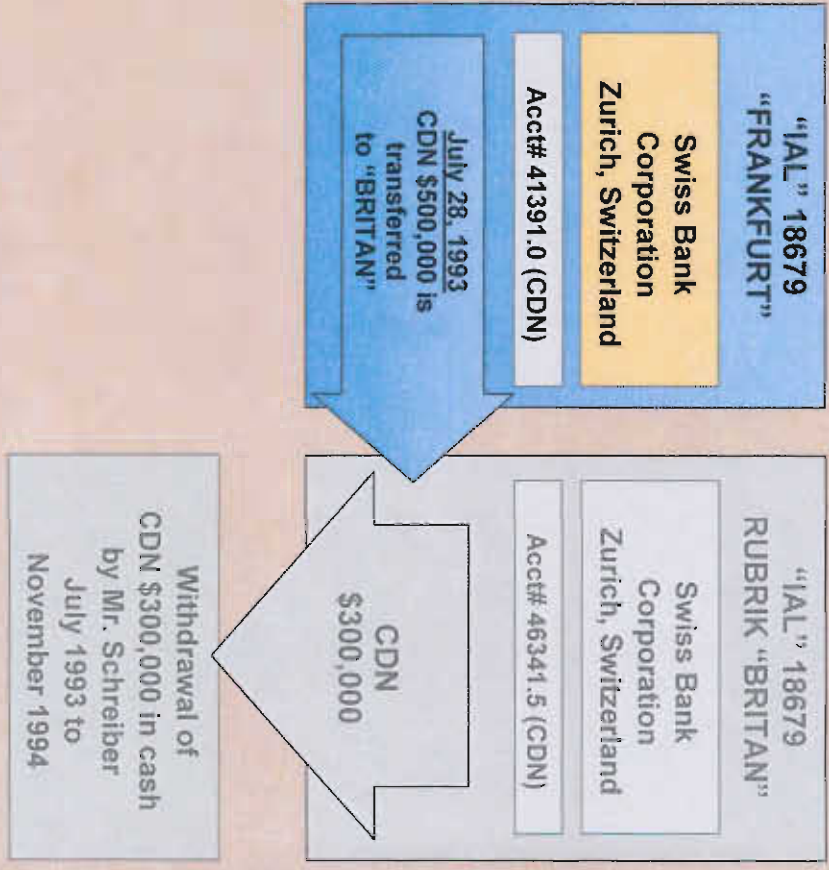 “IAL” 18679
“FRANKFURT”
Swiss Bank
Corporation
Zurich, Switzerland
Acct# 41391.0 (CDN)
July 28, 1993
CDN $500,000 is
transferred
to “BRITAN”
“IAL” 18679
RUBRIK “BRITAN”
Swiss Bank
Corporation
Zurich, Switzerland
Acct# 46341.5 (CDN)
CDN
$300,000
Withdrawal of
CDN $300,000 in cash
by Mr. Schreiber
July 1993 to
November 1994